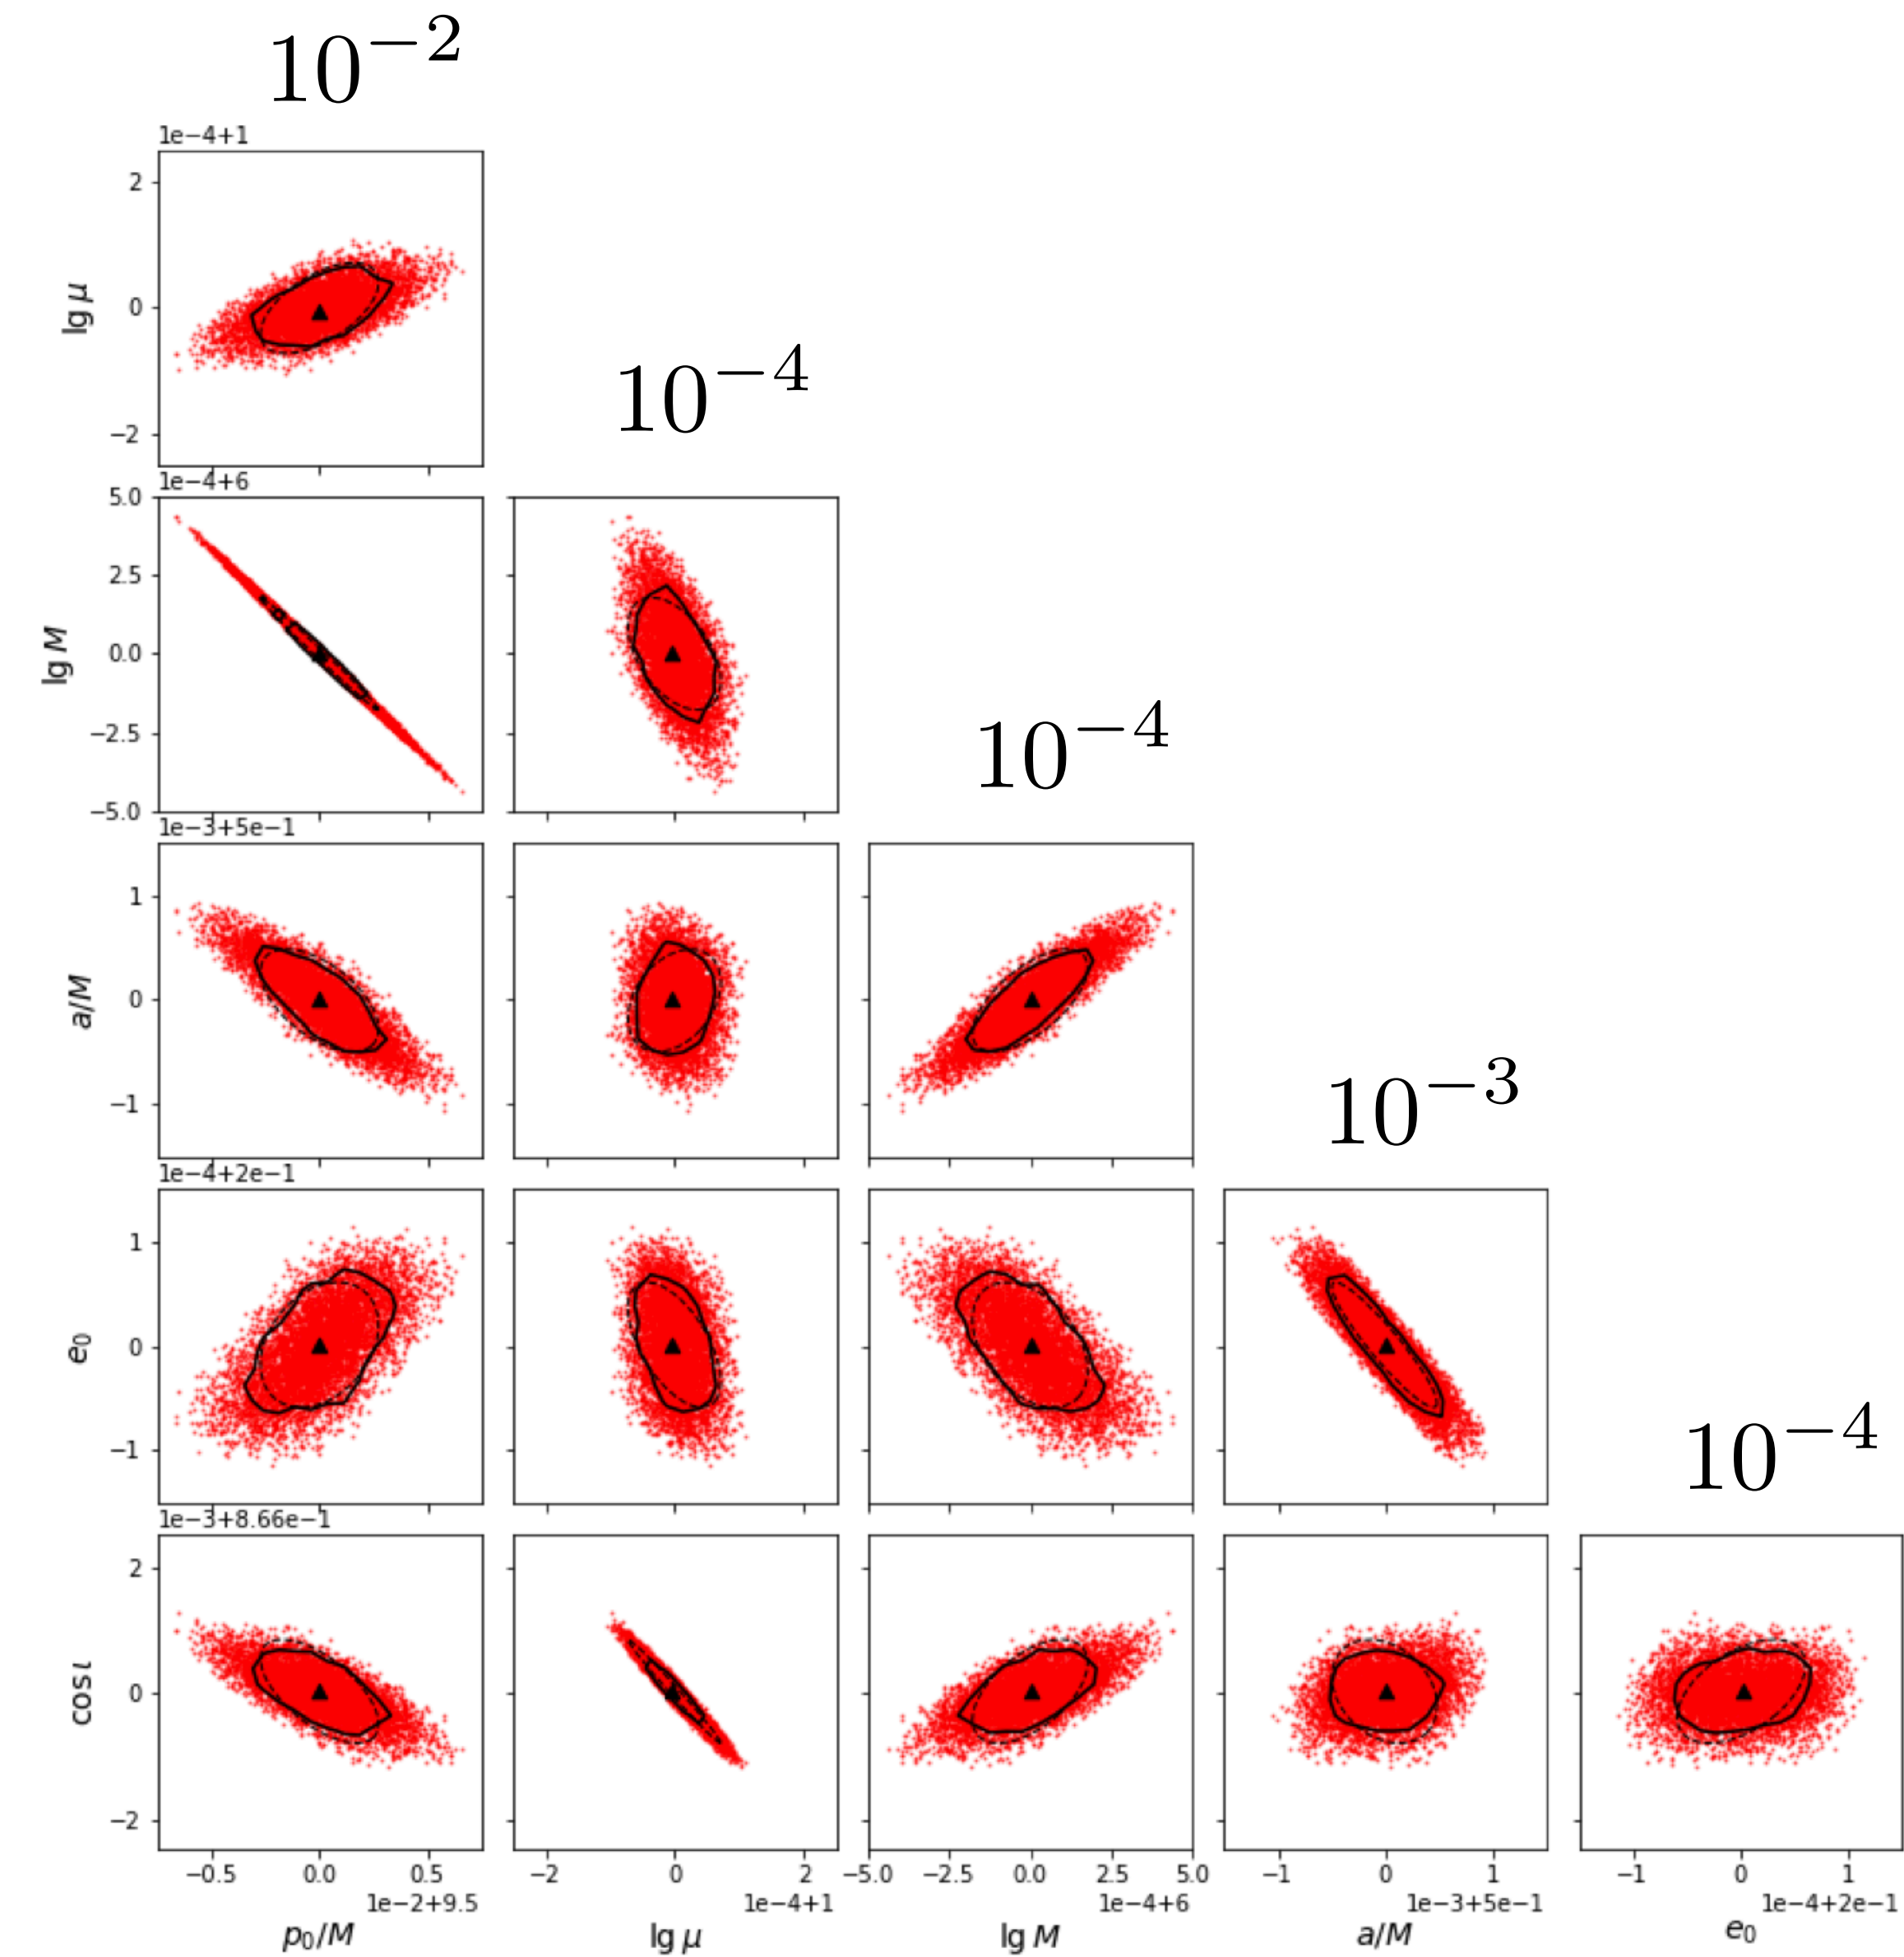 10⁻²
1e−4+1
2
0
−2
lg μ
10⁻⁴
1e−4+6
5.0
2.5
0.0
−2.5
−5.0
lg M
10⁻⁴
1e−3+5e−1
1
0
−1
a/M
10⁻³
1e−4+2e−1
1
0
−1
e₀
10⁻⁴
1e−3+8.66e−1
2
0
−2
cos ι
−0.5 0.0 0.5 −2 0 2 −5.0 −2.5 0.0 2.5 5.0 −1 0 1 −1 0 1
1e−2+9.5 1e−4+1 1e−4+6 1e−3+5e−1 1e−4+2e−1
p₀/M lg μ lg M a/M e₀